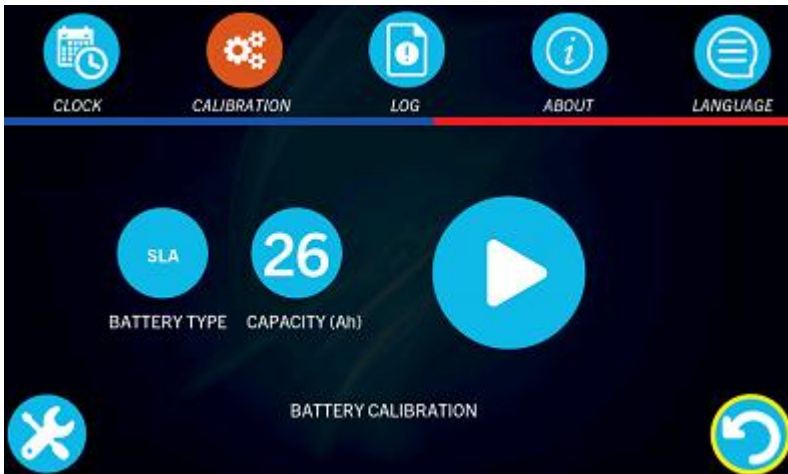 CLOCK CALIBRATION LOG ABOUT LANGUAGE
SLA 26
BATTERY TYPE CAPACITY (Ah)
BATTERY CALIBRATION